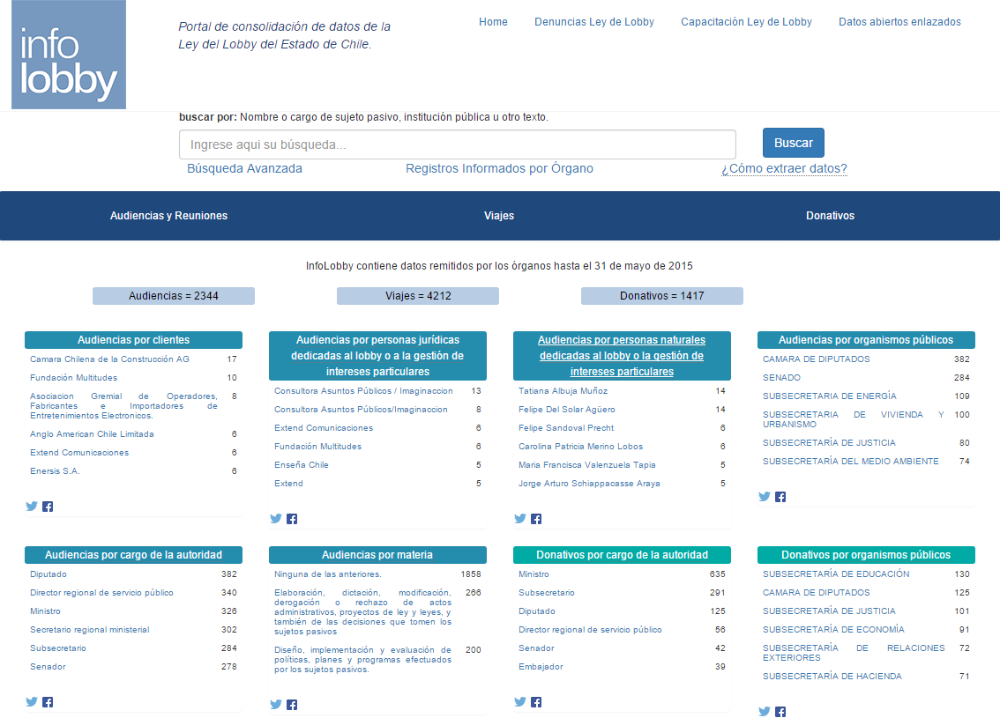 info
lobby
Portal de consolidación de datos de la
Ley del Lobby del Estado de Chile.
Home Denuncias Ley de Lobby Capacitación Ley de Lobby Datos abiertos enlazados
buscar por: Nombre o cargo de sujeto pasivo, institución pública u otro texto.
Ingrese aqui su búsqueda...
Buscar
Búsqueda Avanzada Registros Informados por Órgano ¿Cómo extraer datos?
Audiencias y Reuniones Viajes Donativos
InfoLobby contiene datos remitidos por los órganos hasta el 31 de mayo de 2015
Audiencias = 2344 Viajes = 4212 Donativos = 1417
Audiencias por clientes
Camara Chilena de la Construcción AG 17
Fundación Multitudes 10
Asociacion Gremial de Operadores, 8
Fabricantes e Importadores de
Entretenimientos Electronicos.
Anglo American Chile Limitada 6
Extend Comunicaciones 6
Enersis S.A. 6
Audiencias por personas jurídicas
dedicadas al lobby o a la gestión de
intereses particulares
Consultora Asuntos Públicos / Imaginaccion 13
Consultora Asuntos Públicos/Imaginaccion 8
Extend Comunicaciones 6
Fundación Multitudes 6
Enseña Chile 5
Extend 5
Audiencias por personas naturales
dedicadas al lobby o la gestión de
intereses particulares
Tatiana Albuja Muñoz 14
Felipe Del Solar Agüero 14
Felipe Sandoval Precht 6
Carolina Patricia Merino Lobos 6
Maria Francisca Valenzuela Tapia 5
Jorge Arturo Schiappacasse Araya 5
Audiencias por organismos públicos
CAMARA DE DIPUTADOS 382
SENADO 284
SUBSECRETARIA DE ENERGÍA 109
SUBSECRETARIA DE VIVIENDA Y 100
URBANISMO
SUBSECRETARÍA DE JUSTICIA 80
SUBSECRETARÍA DEL MEDIO AMBIENTE 74
Audiencias por cargo de la autoridad
Diputado 382
Director regional de servicio público 340
Ministro 326
Secretario regional ministerial 302
Subsecretario 284
Senador 278
Audiencias por materia
Ninguna de las anteriores. 1858
Elaboración, dictación, modificación, 266
derogación o rechazo de actos
administrativos, proyectos de ley y leyes, y
también de las decisiones que tomen los
sujetos pasivos
Diseño, implementación y evaluación de 200
políticas, planes y programas efectuados
por los sujetos pasivos.
Donativos por cargo de la autoridad
Ministro 635
Subsecretario 291
Diputado 125
Director regional de servicio público 56
Senador 42
Embajador 39
Donativos por organismos públicos
SUBSECRETARÍA DE EDUCACIÓN 130
CAMARA DE DIPUTADOS 125
SUBSECRETARÍA DE JUSTICIA 101
SUBSECRETARÍA DE ECONOMÍA 91
SUBSECRETARÍA DE RELACIONES 72
EXTERIORES
SUBSECRETARÍA DE HACIENDA 71